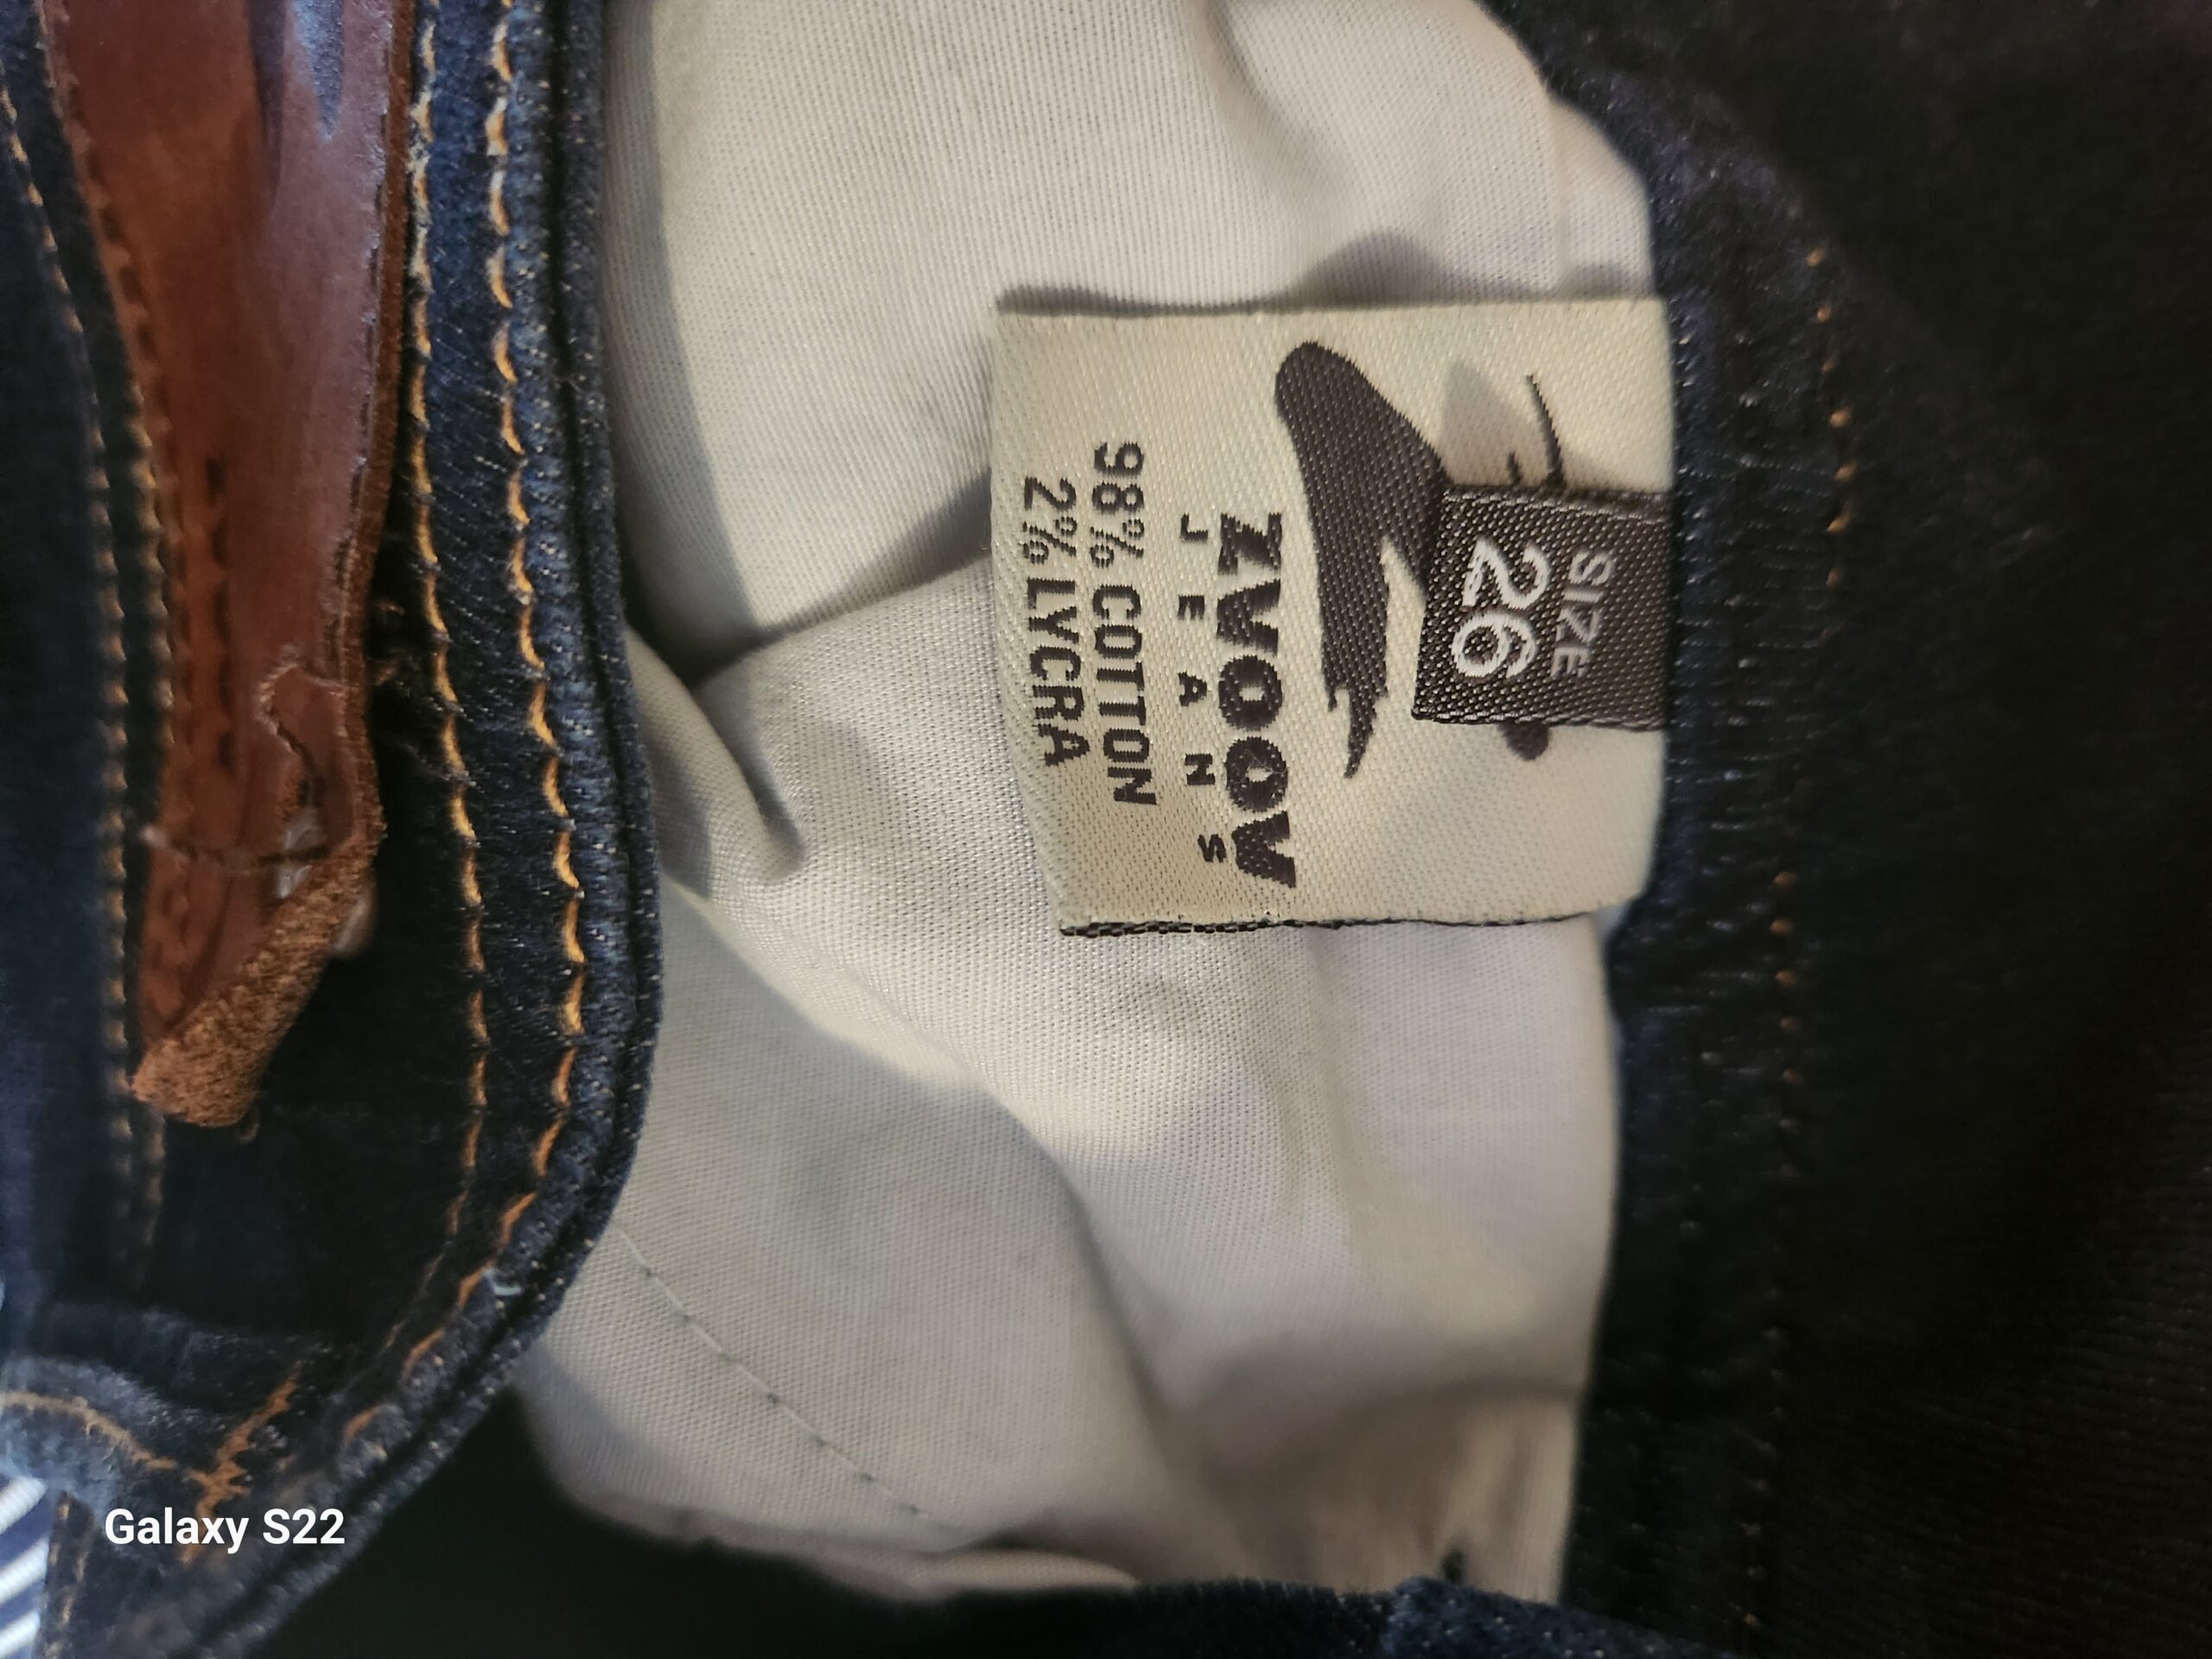 SIZE
26
ZVOOV
JEANS
98% COTTON
2% LYCRA
Galaxy S22